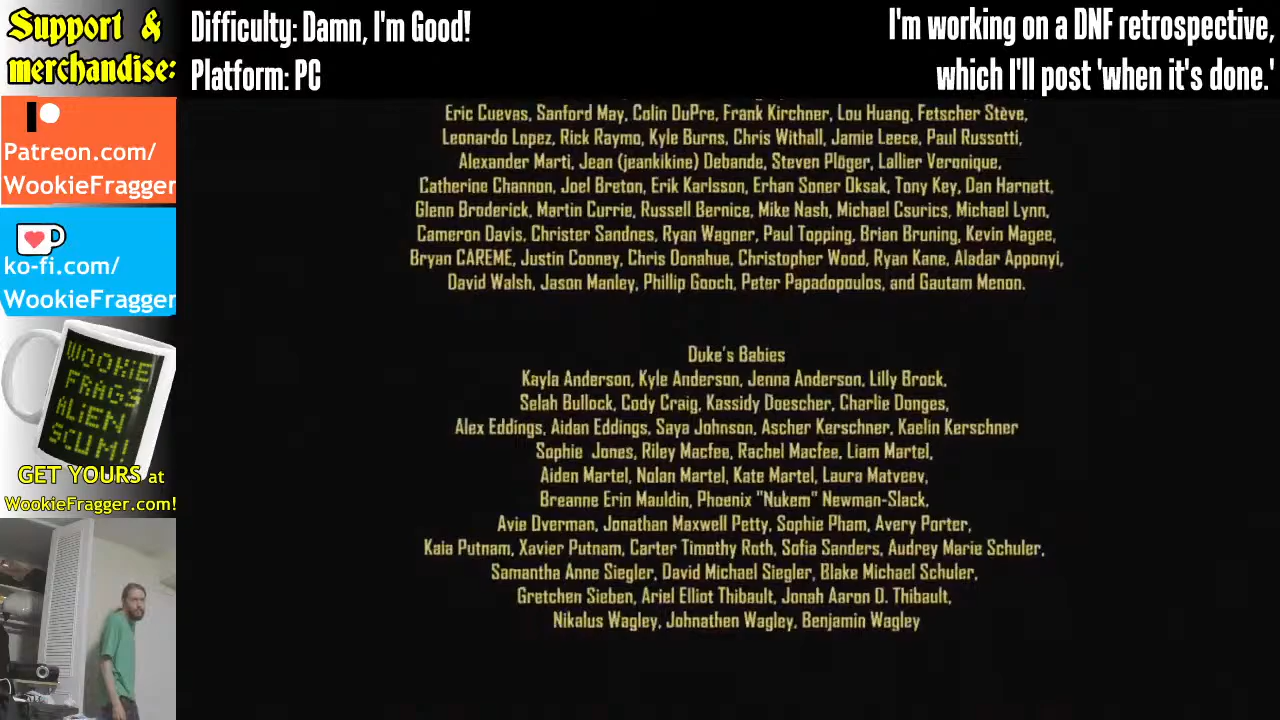 Support &
merchandise:
Patreon.com/
WookieFragger
ko-fi.com/
WookieFragger
WOOKiE
FRAGS
ALiEN
SCUM!
GET YOURS at
WookieFragger.com!
Difficulty: Damn, I'm Good!
Platform: PC
I'm working on a DNF retrospective,
which I'll post 'when it's done.'
Eric Cuevas, Sanford May, Colin DuPre, Frank Kirchner, Lou Huang, Fetscher Stève,
Leonardo Lopez, Rick Raymo, Kyle Burns, Chris Withall, Jamie Leece, Paul Russotti,
Alexander Marti, Jean (jeankikine) Debande, Steven Plöger, Lallier Veronique,
Catherine Channon, Joel Breton, Erik Karlsson, Erhan Soner Oksak, Tony Key, Dan Harnett,
Glenn Broderick, Martin Currie, Russell Bernice, Mike Nash, Michael Csurics, Michael Lynn,
Cameron Davis, Christer Sandnes, Ryan Wagner, Paul Topping, Brian Bruning, Kevin Magee,
Bryan CAREME, Justin Cooney, Chris Donahue, Christopher Wood, Ryan Kane, Aladar Apponyi,
David Walsh, Jason Manley, Phillip Gooch, Peter Papadopoulos, and Gautam Menon.
Duke's Babies
Kayla Anderson, Kyle Anderson, Jenna Anderson, Lilly Brock,
Selah Bullock, Cody Craig, Kassidy Doescher, Charlie Donges,
Alex Eddings, Aidan Eddings, Saya Johnson, Ascher Kerschner, Kaelin Kerschner
Sophie Jones, Riley Macfee, Rachel Macfee, Liam Martel,
Aiden Martel, Nolan Martel, Kate Martel, Laura Matveev,
Breanne Erin Mauldin, Phoenix "Nukem" Newman-Slack,
Avie Overman, Jonathan Maxwell Petty, Sophie Pham, Avery Porter,
Kaia Putnam, Xavier Putnam, Carter Timothy Roth, Sofia Sanders, Audrey Marie Schuler,
Samantha Anne Siegler, David Michael Siegler, Blake Michael Schuler,
Gretchen Sieben, Ariel Elliot Thibault, Jonah Aaron D. Thibault,
Nikalus Wagley, Johnathen Wagley, Benjamin Wagley